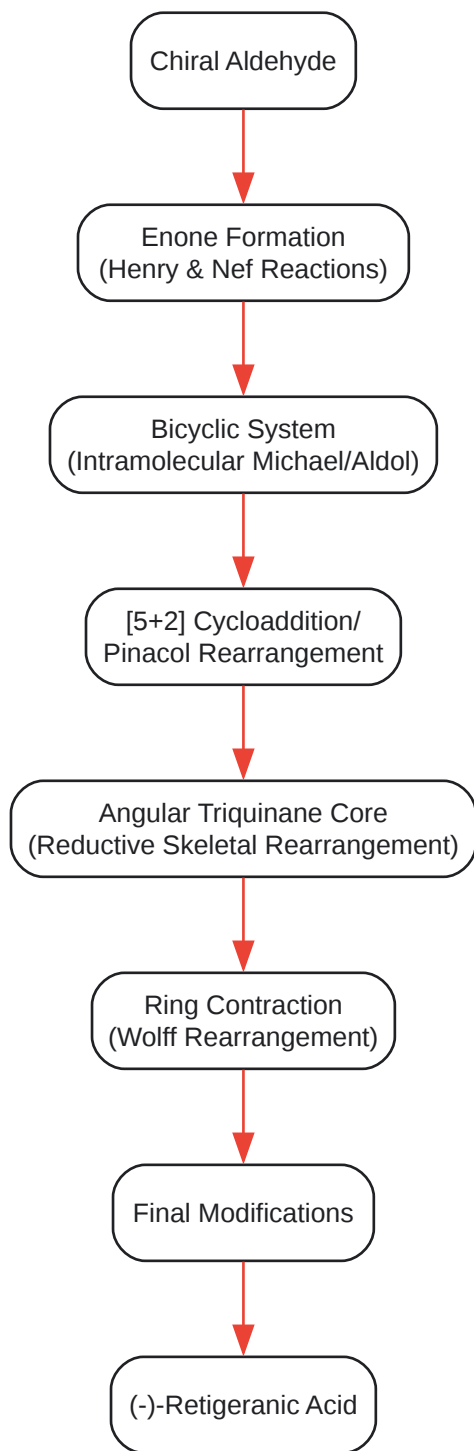 Chiral Aldehyde
Enone Formation
(Henry & Nef Reactions)
Bicyclic System
(Intramolecular Michael/Aldol)
[5+2] Cycloaddition/
Pinacol Rearrangement
Angular Triquinane Core
(Reductive Skeletal Rearrangement)
Ring Contraction
(Wolff Rearrangement)
Final Modifications
(-)-Retigeranic Acid